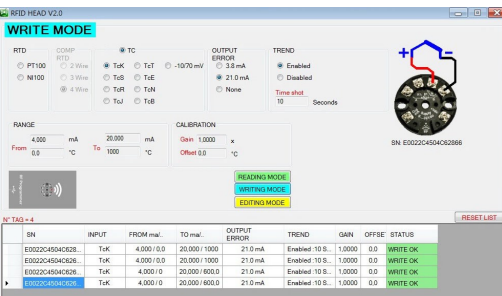 RFID HEAD V2.0
WRITE MODE
RTD COMP RTD TC OUTPUT ERROR TREND
PT100 2 Wire TcK TcT -10/70 mV 3.8 mA Enabled
NI100 3 Wire TcS TcE 21.0 mA Disabled
4 Wire TcR TcN None Time shot
TcJ TcB 10 Seconds
+ -
SN: E0022C4504C62866
RANGE CALIBRATION
4,000 mA 20,000 mA Gain 1,0000 x
From 0,0 °C To 1000 °C Offset 0,0 °C
READING MODE
WRITING MODE
EDITING MODE
N° TAG = 4 RESET LIST
SN INPUT FROM ma/.. TO ma/.. OUTPUT ERROR TREND GAIN OFFSE STATUS
E0022C4504C628... TcK 4,000 / 0,0 20,000 / 1000 21.0 mA Enabled :10 S... 1,0000 0,0 WRITE OK
E0022C4504C626... TcK 4,000 / 0 20,000 / 1000 21.0 mA Enabled :10 S... 1,0000 0,0 WRITE OK
E0022C4504C626... TcK 4,000 / 0 20,000 / 600,0 21.0 mA Enabled :10 S... 1,0000 0,0 WRITE OK
E0022C4504C626... TcK 4,000 / 0 20,000 / 600,0 21.0 mA Enabled :10 S... 1,0000 0,0 WRITE OK